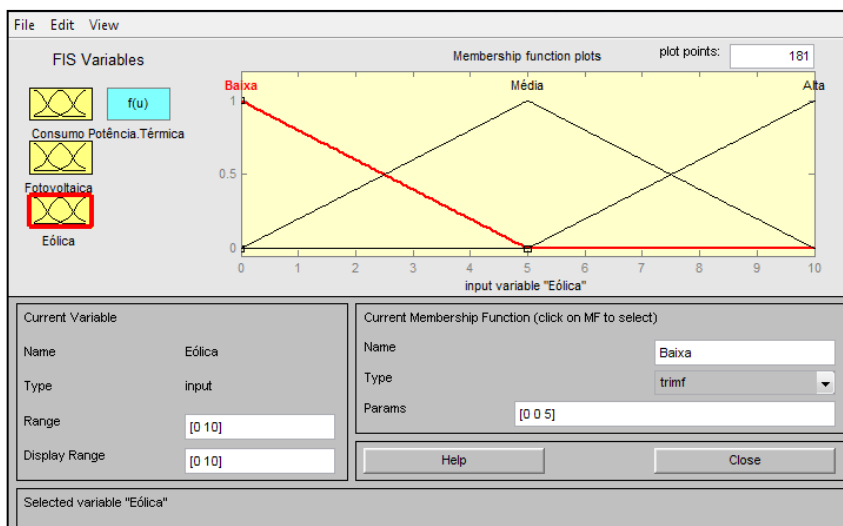 File Edit View
FIS Variables
f(u)
Consumo Potência.Térmica
Fotovoltaica
Eólica
Membership function plots
plot points:
181
Baixa
Média
Alta
1
0.5
0
0 1 2 3 4 5 6 7 8 9 10
input variable "Eólica"
Current Variable
Name Eólica
Type input
Range [0 10]
Display Range [0 10]
Current Membership Function (click on MF to select)
Name Baixa
Type trimf
Params [0 0 5]
Help
Close
Selected variable "Eólica"